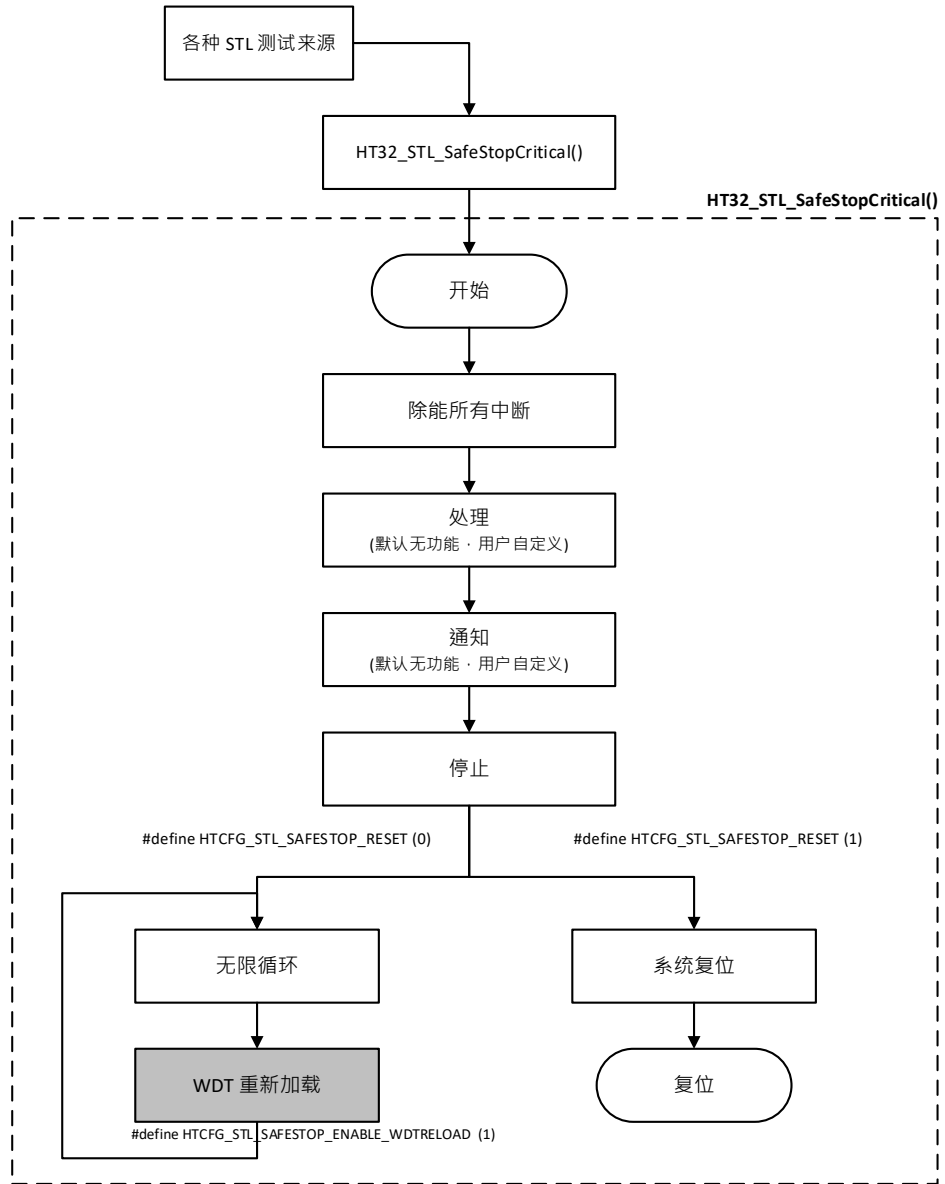 各种 STL 测试来源
HT32_STL_SafeStopCritical()
HT32_STL_SafeStopCritical()
开始
除能所有中断
处理
(默认无功能，用户自定义)
通知
(默认无功能，用户自定义)
停止
#define HTCFG_STL_SAFESTOP_RESET (0)
#define HTCFG_STL_SAFESTOP_RESET (1)
无限循环
系统复位
WDT 重新加载
复位
#define HTCFG_STL_SAFESTOP_ENABLE_WDTRELOAD (1)